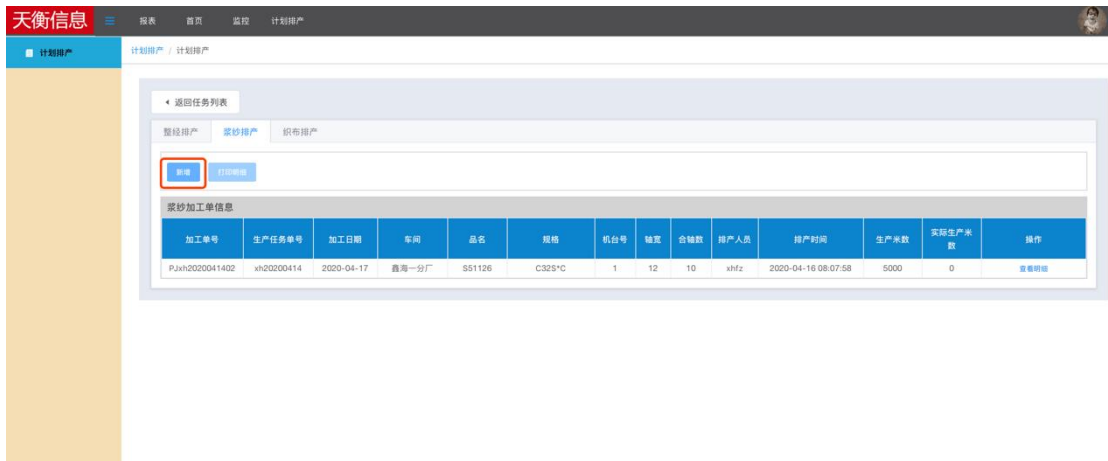 天衡信息
报表 首页 监控 计划排产
计划排产
计划排产 / 计划排产
返回任务列表
整经排产 浆纱排产 织布排产
新增 打印明细
浆纱加工单信息
加工单号 生产任务单号 加工日期 车间 品名 规格 机台号 轴宽 合轴数 排产人员 排产时间 生产米数 实际生产米数 操作
PJxh2020041402 xh20200414 2020-04-17 鑫海一分厂 S51126 C32S*C 1 12 10 xhfz 2020-04-16 08:07:58 5000 0 查看明细